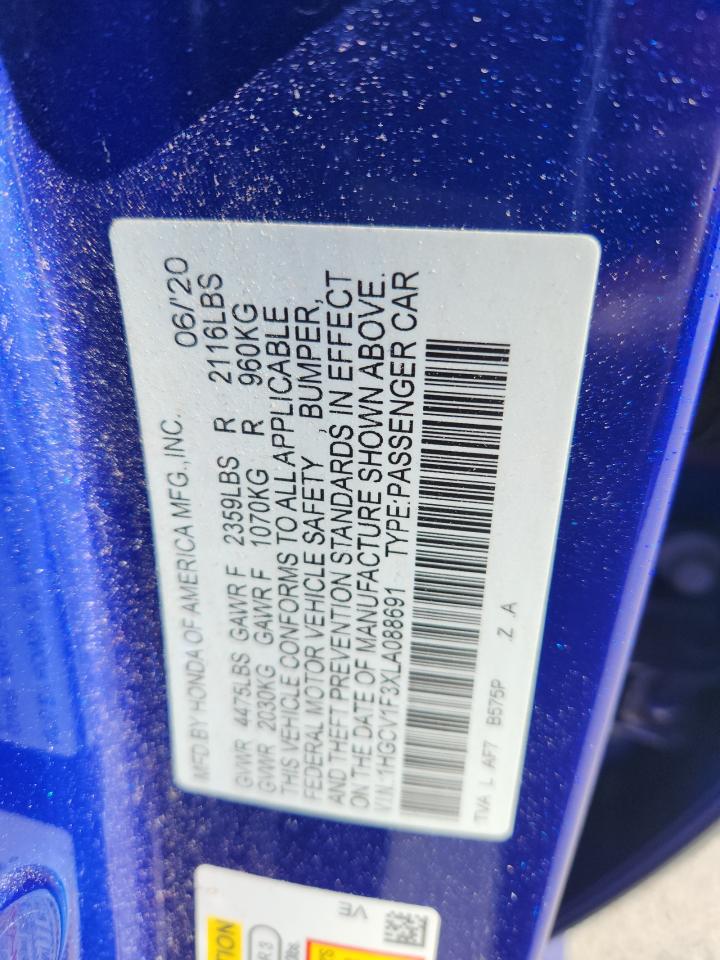 MFD BY HONDA OF AMERICA MFG., INC. 06/'20
GVWR 4475LBS GAWR F 2359LBS R 2116LBS
GVWR 2030KG GAWR F 1070KG R 960KG
THIS VEHICLE CONFORMS TO ALL APPLICABLE
FEDERAL MOTOR VEHICLE SAFETY , BUMPER,
AND THEFT PREVENTION STANDARDS IN EFFECT
ON THE DATE OF MANUFACTURE SHOWN ABOVE.
VIN: 1HGCV1F3XLA088691 TYPE:PASSENGER CAR
TVA L AF7 B575P .Z .A